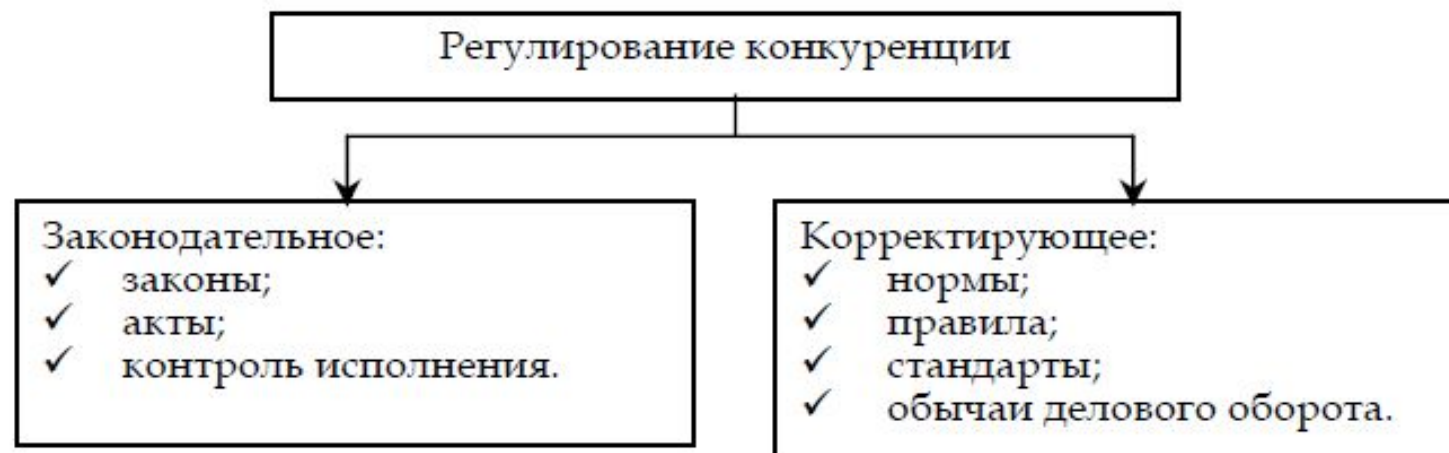 Регулирование конкуренции
Законодательное:
✓ законы;
✓ акты;
✓ контроль исполнения.
Корректирующее:
✓ нормы;
✓ правила;
✓ стандарты;
✓ обычаи делового оборота.